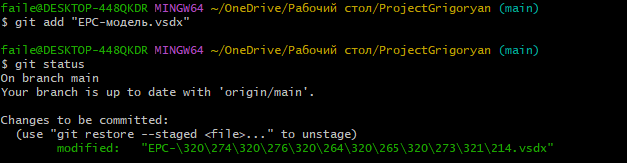 faile@DESKTOP-448QKDR MINGW64 ~/OneDrive/Рабочий стол/ProjectGrigoryan (main)
$ git add "EPC-модель.vsdx"
faile@DESKTOP-448QKDR MINGW64 ~/OneDrive/Рабочий стол/ProjectGrigoryan (main)
$ git status
On branch main
Your branch is up to date with 'origin/main'.
Changes to be committed:
(use "git restore --staged <file>..." to unstage)
modified: "EPC-\320\274\320\276\320\264\320\265\320\273\321\214.vsdx"